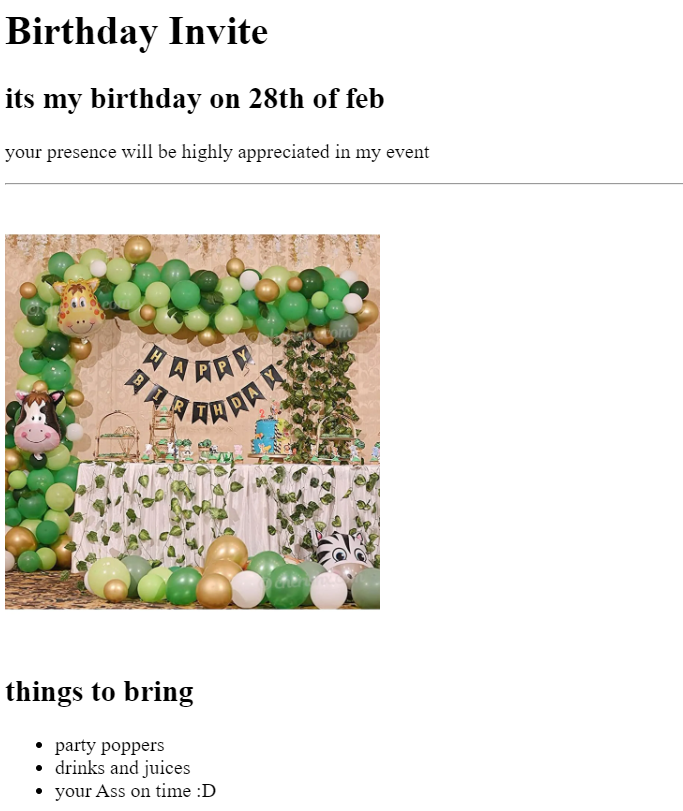 Birthday Invite
its my birthday on 28th of feb
your presence will be highly appreciated in my event
HAPPY
BIRTHDAY
things to bring
party poppers
drinks and juices
your Ass on time :D